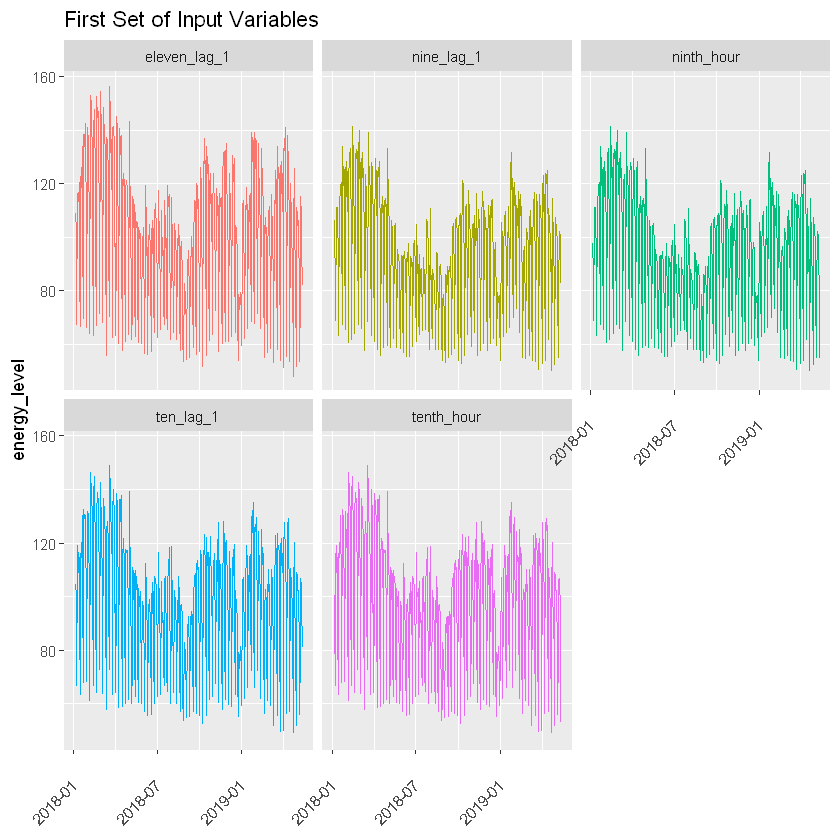 First Set of Input Variables
eleven_lag_1 nine_lag_1 ninth_hour
160
120
80
energy_level
ten_lag_1 tenth_hour
2018-01 2018-07 2019-01
160
120
80
2018-01 2018-07 2019-01 2018-01 2018-07 2019-01